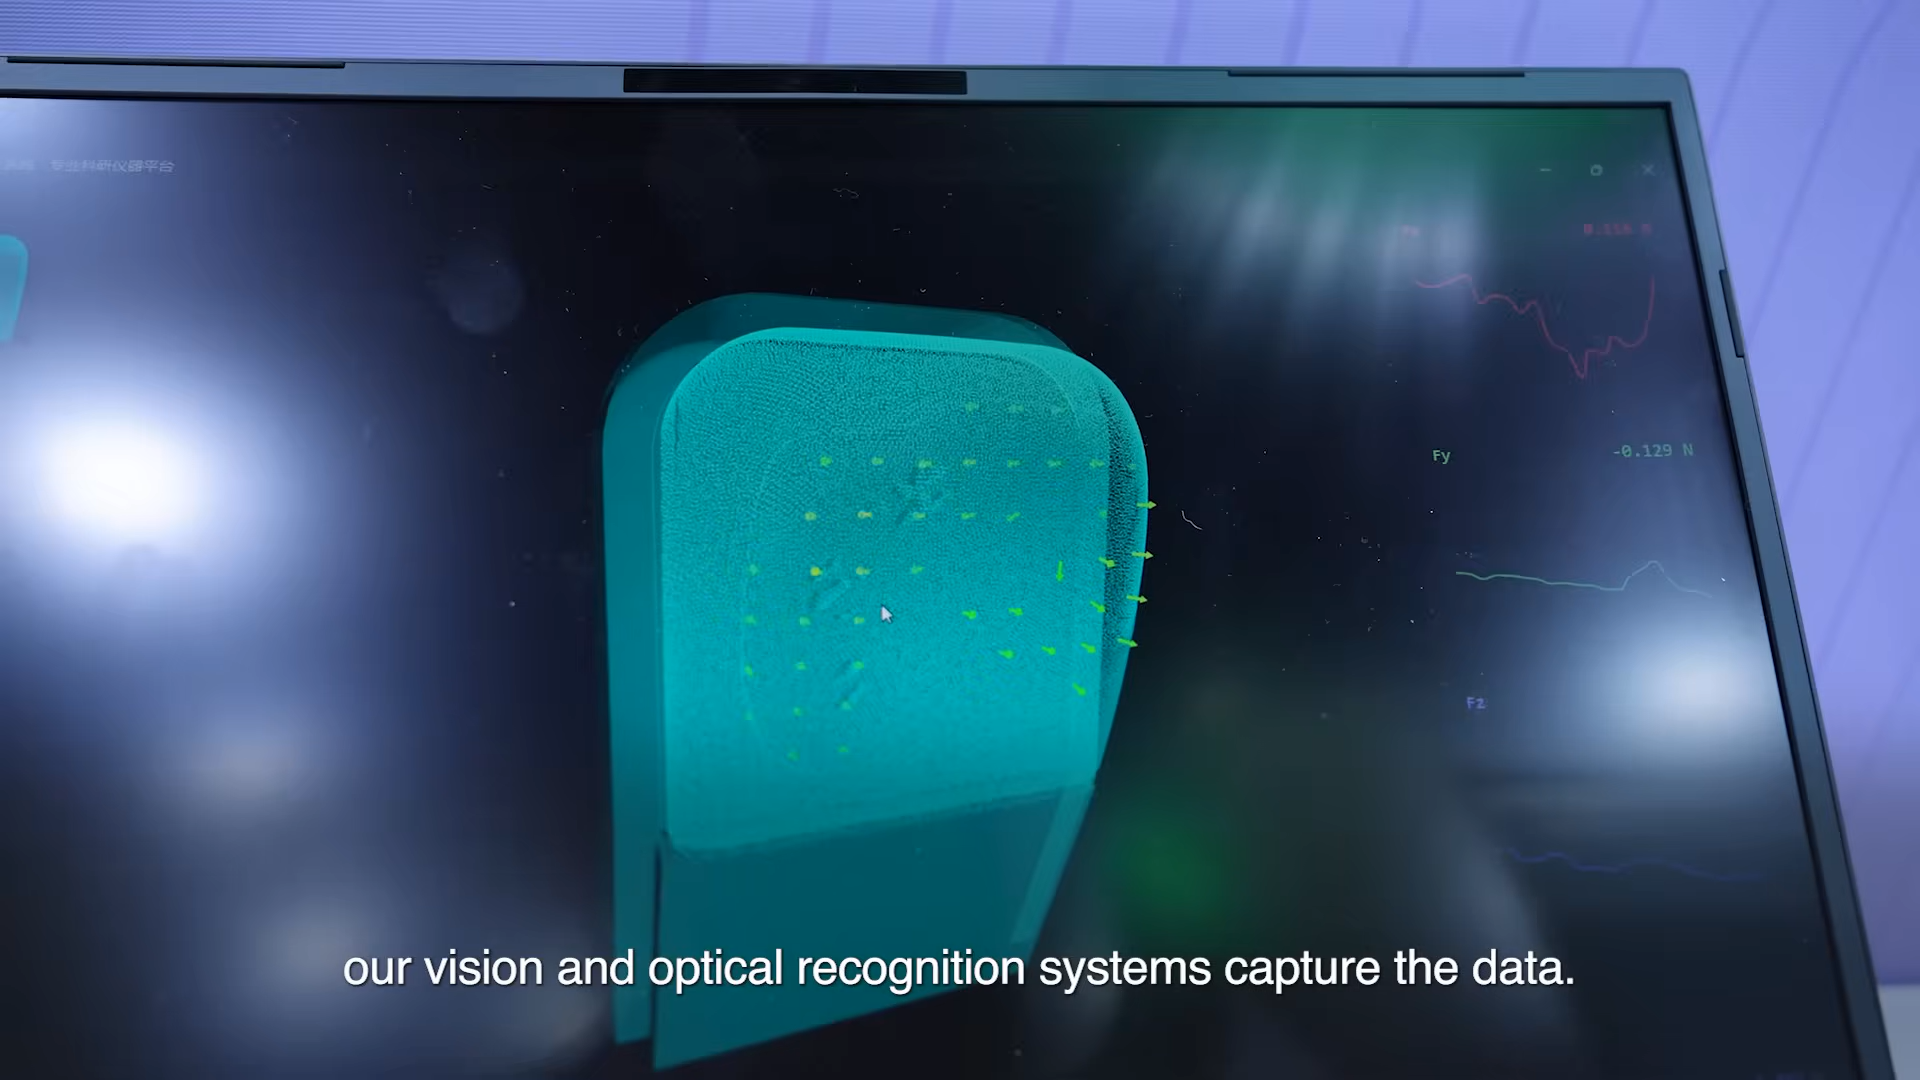 专业科研仪器平台
Fy
-0.129 N
Fz
our vision and optical recognition systems capture the data.